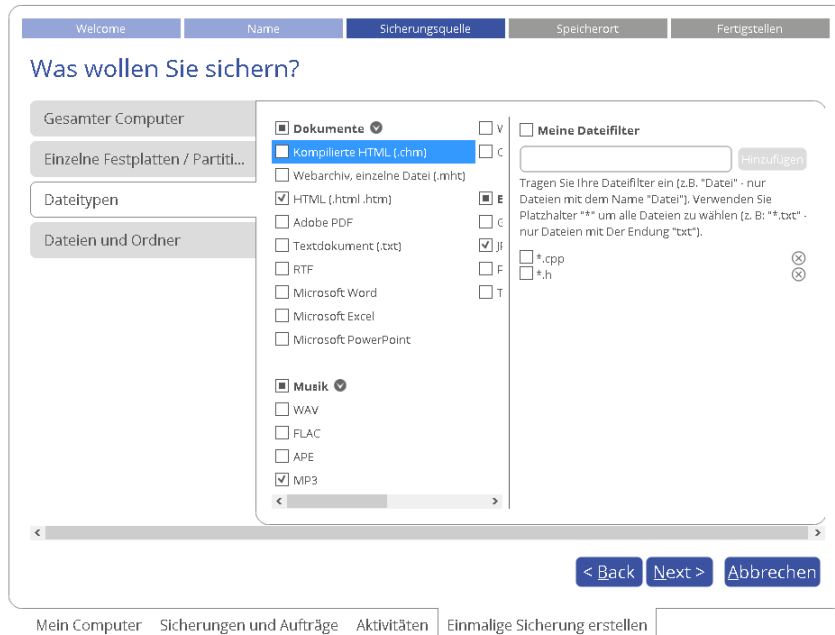 Welcome
Name
Sicherungsquelle
Speicherort
Fertigstellen
Was wollen Sie sichern?
Gesamter Computer
Einzelne Festplatten / Partiti...
Dateitypen
Dateien und Ordner
Dokumente
Kompilierte HTML (.chm)
Webarchiv, einzelne Datei (.mht)
HTML (.html .htm)
Adobe PDF
Textdokument (.txt)
RTF
Microsoft Word
Microsoft Excel
Microsoft PowerPoint
Musik
WAV
FLAC
APE
MP3
Meine Dateifilter
Hinzufügen
Tragen Sie Ihre Dateifilter ein (z.B. "Datei" - nur
Dateien mit dem Name "Datei"). Verwenden Sie
Platzhalter "*" um alle Dateien zu wählen (z. B: "*.txt" -
nur Dateien mit Der Endung "txt").
*.cpp
*.h
< Back
Next >
Abbrechen
Mein Computer
Sicherungen und Aufträge
Aktivitäten
Einmalige Sicherung erstellen